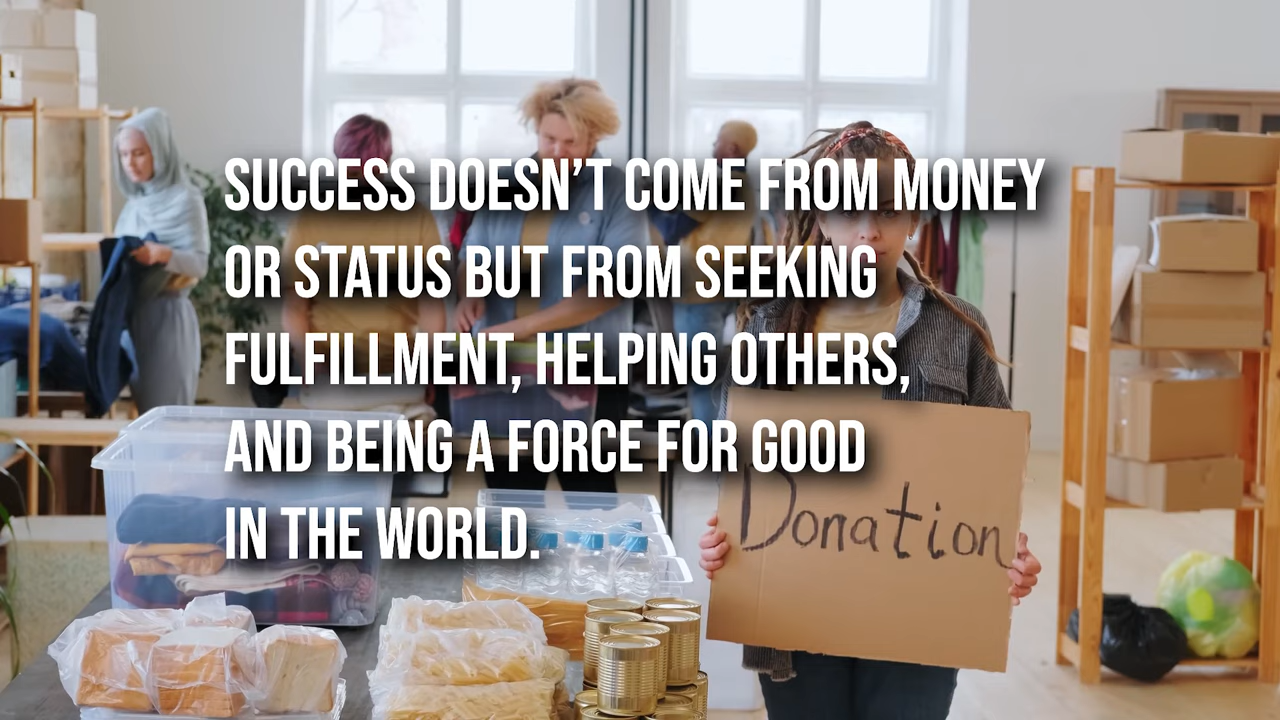 SUCCESS DOESN’T COME FROM MONEY
OR STATUS BUT FROM SEEKING
FULFILLMENT, HELPING OTHERS,
AND BEING A FORCE FOR GOOD
IN THE WORLD.
Donation